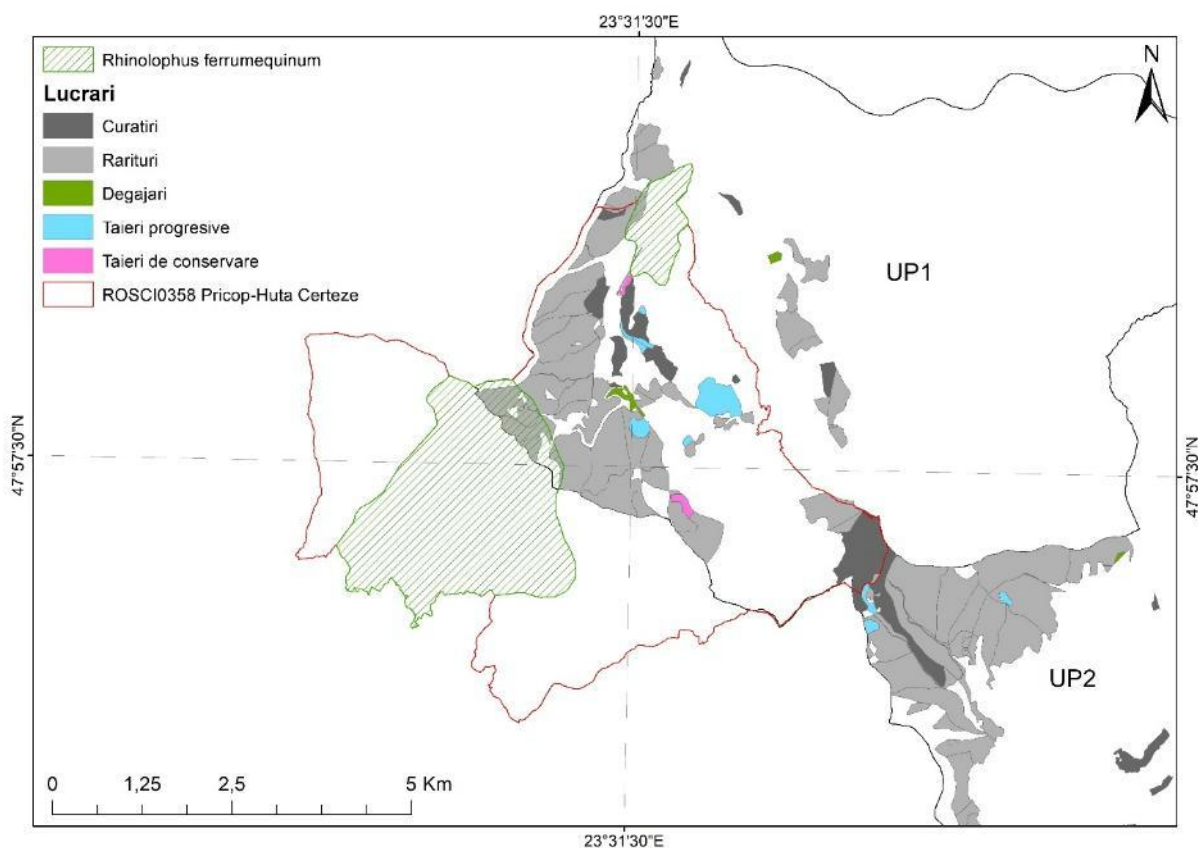 23°31'30"E
Rhinolophus ferrumequinum
Lucrari
Curatiri
Rarituri
Degajari
Taieri progresive
Taieri de conservare
ROSCI0358 Pricop-Huta Certeze
N
UP1
47°57'30"N
47°57'30"N
UP2
0 1,25 2,5 5 Km
23°31'30"E